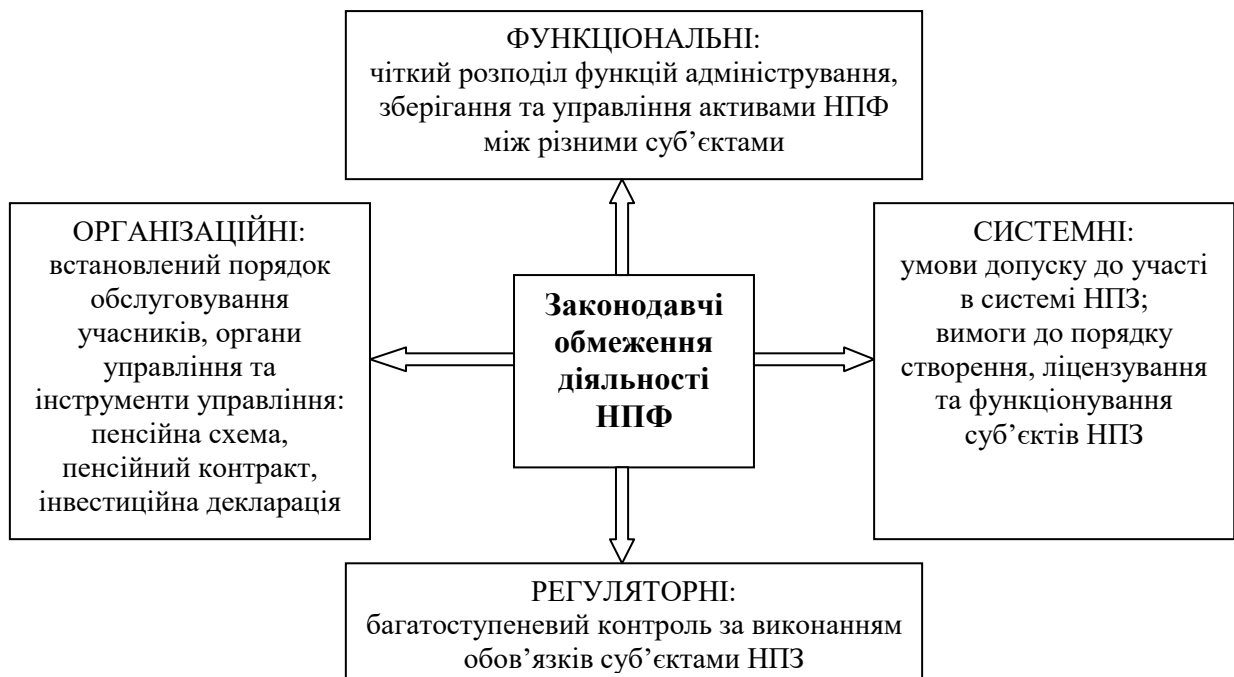 ФУНКЦІОНАЛЬНІ:
чіткий розподіл функцій адміністрування,
зберігання та управління активами НПФ
між різними суб’єктами
ОРГАНІЗАЦІЙНІ:
встановлений порядок
обслуговування
учасників, органи
управління та
інструменти управління:
пенсійна схема,
пенсійний контракт,
інвестиційна декларація
Законодавчі
обмеження
діяльності
НПФ
СИСТЕМНІ:
умови допуску до участі
в системі НПЗ;
вимоги до порядку
створення, ліцензування
та функціонування
суб’єктів НПЗ
РЕГУЛЯТОРНІ:
багатоступеневий контроль за виконанням
обов’язків суб’єктами НПЗ